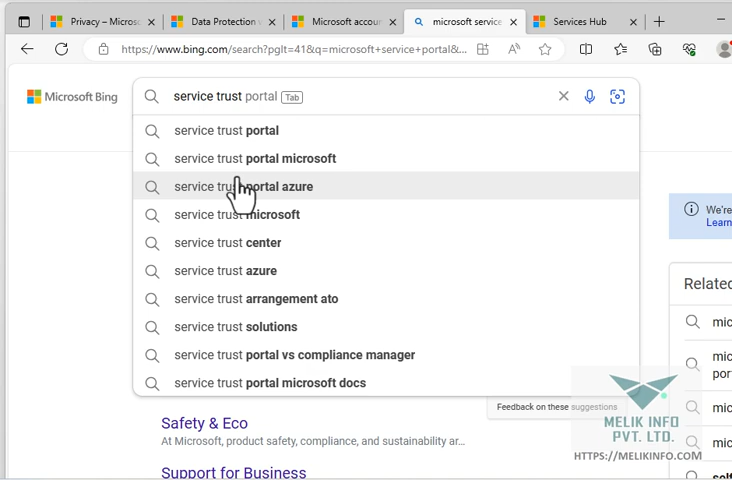 Privacy – Microso
Data Protection
Microsoft accou
microsoft service
Services Hub
https://www.bing.com/search?pglt=41&q=microsoft+service+portal&...
Microsoft Bing
service trust portal Tab
service trust portal
service trust portal microsoft
service trust portal azure
service trust microsoft
service trust center
service trust azure
service trust arrangement ato
service trust solutions
service trust portal vs compliance manager
service trust portal microsoft docs
We're
Learn
Related
mic
mic
por
mic
mic
self
Feedback on these suggestions
Safety & Eco
At Microsoft, product safety, compliance, and sustainability ar...
Support for Business
MELIK INFO
PVT. LTD.
HTTPS://MELIKINFO.COM